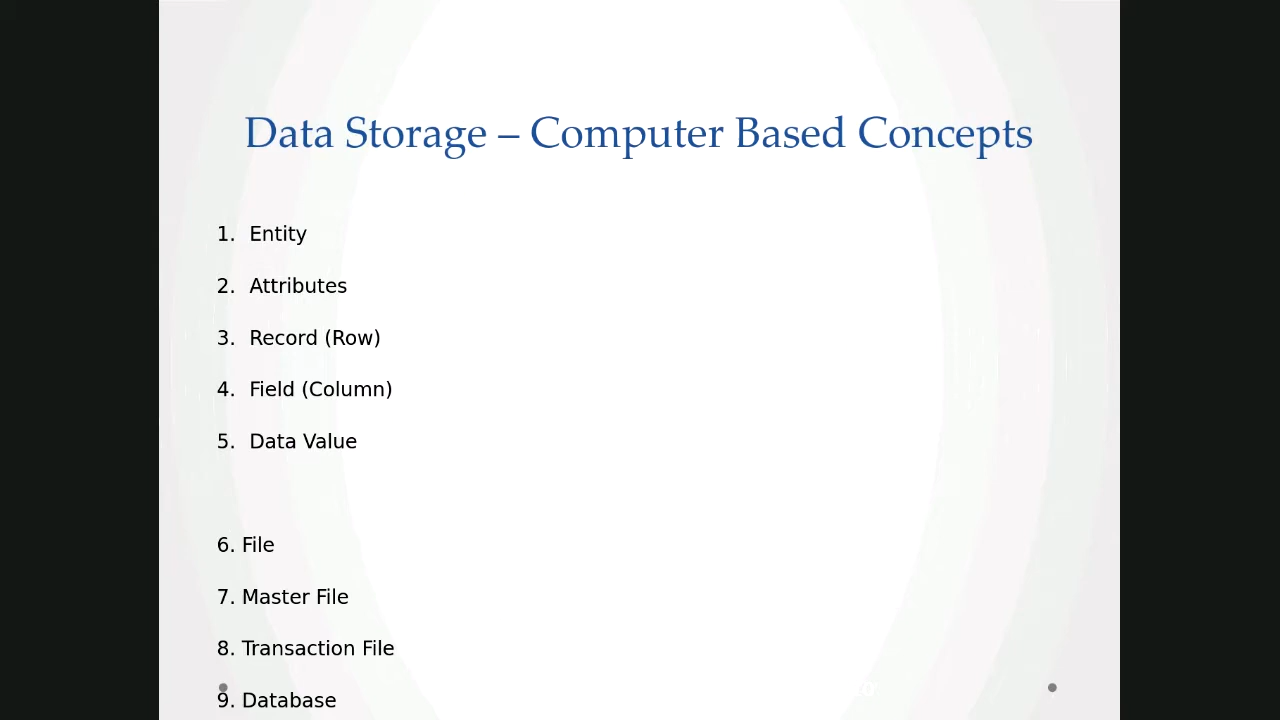 Data Storage – Computer Based Concepts
1. Entity
2. Attributes
3. Record (Row)
4. Field (Column)
5. Data Value
6. File
7. Master File
8. Transaction File
9. Database